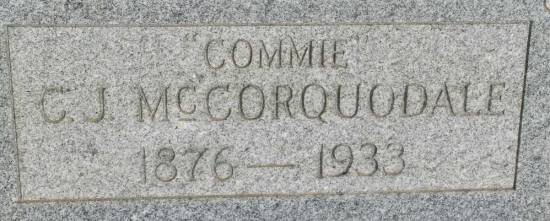 "COMMIE"
C. J. McCORQUODALE
1876 — 1933